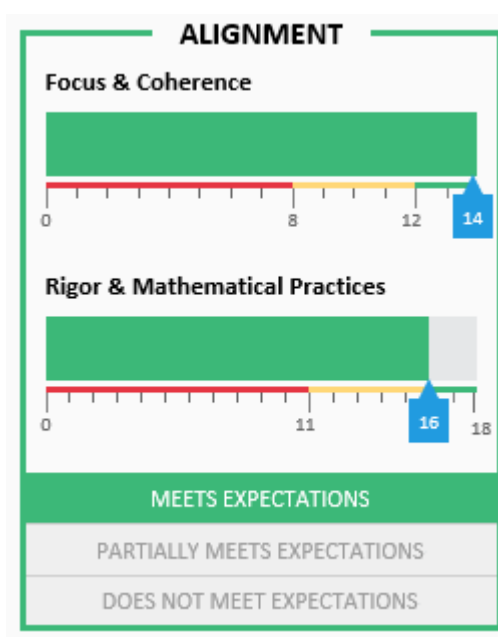 ALIGNMENT
Focus & Coherence
0 8 12 14
Rigor & Mathematical Practices
0 11 16 18
MEETS EXPECTATIONS
PARTIALLY MEETS EXPECTATIONS
DOES NOT MEET EXPECTATIONS